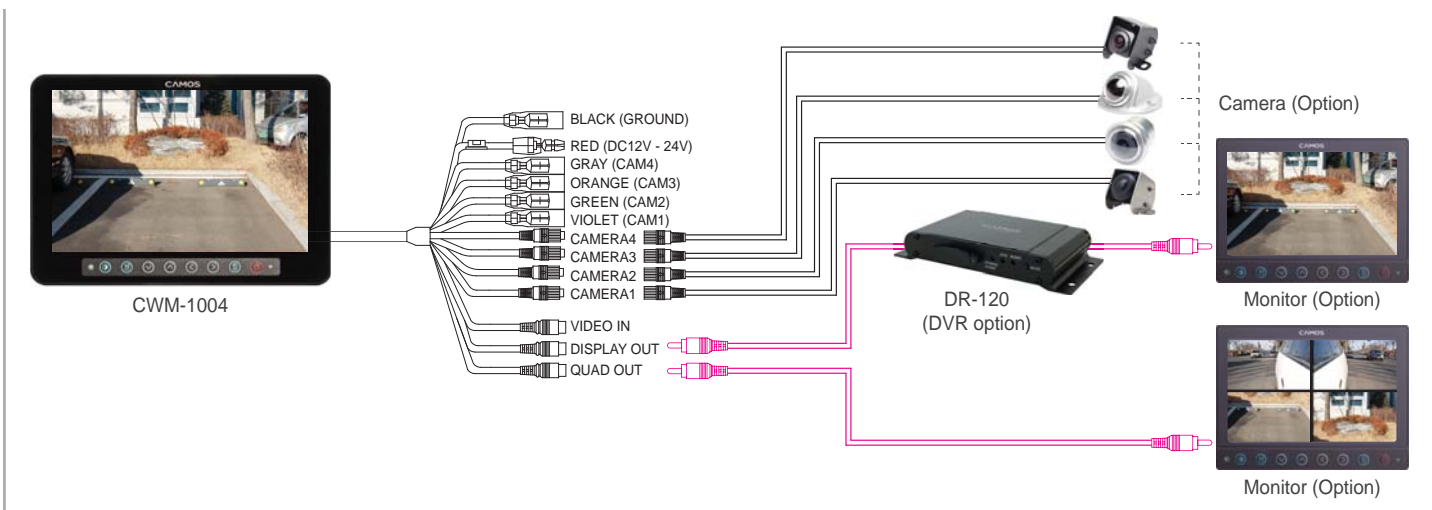 CAMOS
CWM-1004
BLACK (GROUND)
RED (DC12V - 24V)
GRAY (CAM4)
ORANGE (CAM3)
GREEN (CAM2)
VIOLET (CAM1)
CAMERA4
CAMERA3
CAMERA2
CAMERA1
VIDEO IN
DISPLAY OUT
QUAD OUT
DR-120
(DVR option)
Camera (Option)
CAMOS
Monitor (Option)
CAMOS
Monitor (Option)